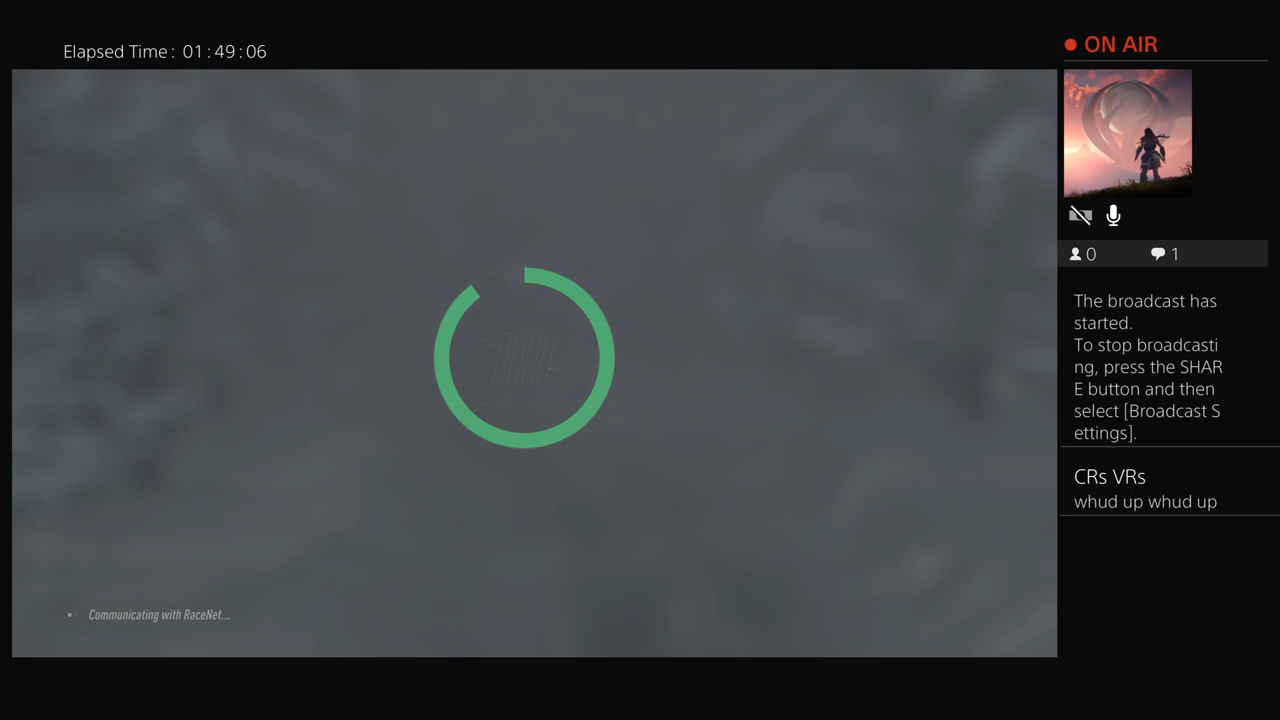 Elapsed Time: 01:49:06
ON AIR
0
1
The broadcast has
started.
To stop broadcasti
ng, press the SHAR
E button and then
select [Broadcast S
ettings].
CRs VRs
whud up whud up
Communicating with RaceNet...